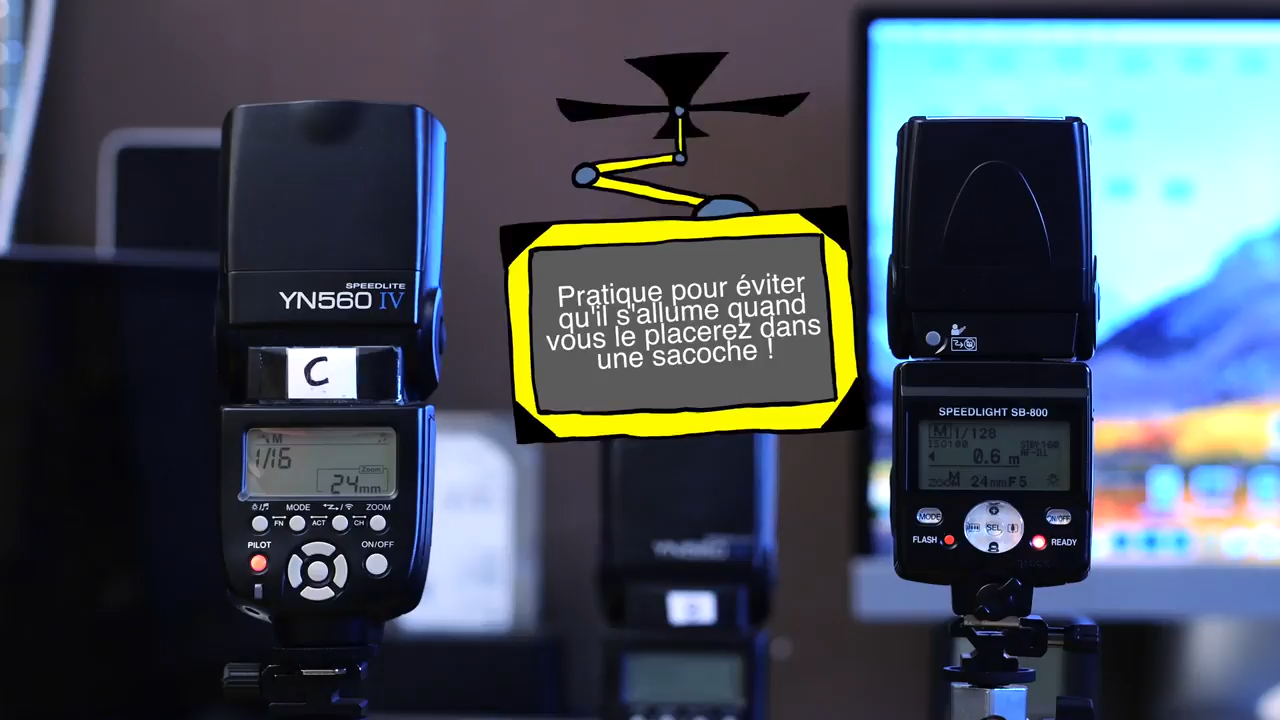 Pratique pour éviter
qu'il s'allume quand
vous le placerez dans
une sacoche !
SPEEDLITE
YN560 IV
C
M
1/16
Zoom
24mm
MODE
ZOOM
FN
ACT
CH
PILOT
ON/OFF
SPEEDLIGHT SB-800
M 1/128
ISO100
0.6 m
M
ZOOM 24mm F5
MODE
SEL
ON/OFF
FLASH
READY